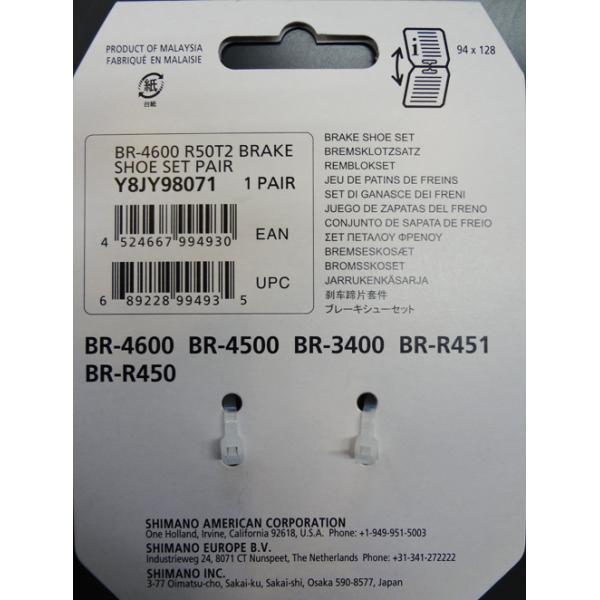 PRODUCT OF MALAYSIA
FABRIQUÉ EN MALAISIE
紙
台紙
i
94 x 128
BR-4600 R50T2 BRAKE
SHOE SET PAIR
Y8JY98071 1 PAIR
4 524667 994930 EAN
6 89228 99493 5 UPC
BRAKE SHOE SET
BREMSKLOTZSATZ
REMBLOKSET
JEU DE PATINS DE FREINS
SET DI GANASCE DEI FRENI
JUEGO DE ZAPATAS DEL FRENO
CONJUNTO DE SAPATA DE FREIO
ΣΕΤ ΠΕΤΑΛΟΥ ΦΡΕΝΟΥ
BREMSESKOSÆT
BROMSSKOSET
JARRUKENKÄSARJA
刹车蹄片套件
ブレーキシューセット
BR-4600 BR-4500 BR-3400 BR-R451
BR-R450
SHIMANO AMERICAN CORPORATION
One Holland, Irvine, California 92618, U.S.A. Phone: +1-949-951-5003
SHIMANO EUROPE B.V.
Industrieweg 24, 8071 CT Nunspeet, The Netherlands Phone: +31-341-272222
SHIMANO INC.
3-77 Oimatsu-cho, Sakai-ku, Sakai-shi, Osaka 590-8577, Japan